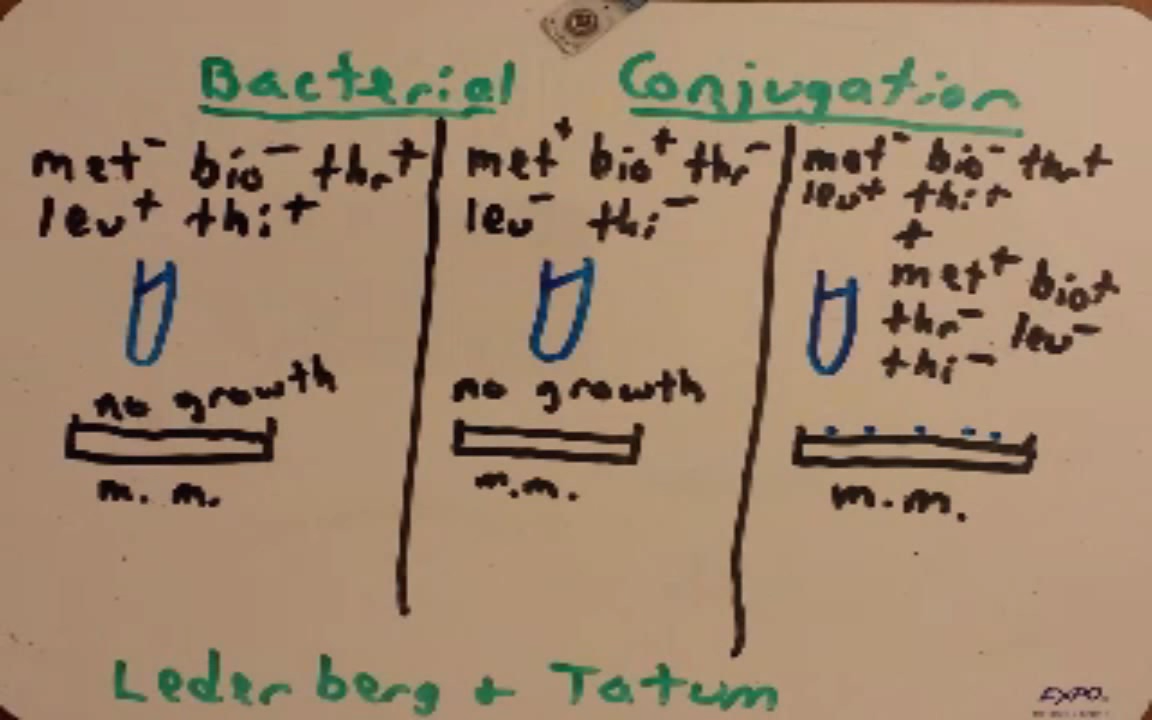 Bacterial Conjugation
met⁻ bio⁻ thr⁺
leu⁺ thi⁺
no growth
m. m.
met⁺ bio⁺ thr⁻
leu⁻ thi⁻
no growth
m.m.
met⁻ bio⁻ thr⁺
leu⁺ thi⁺
+
met⁺ bio⁺
thr⁻ leu⁻
thi⁻
m.m.
Lederberg + Tatum
EXPO